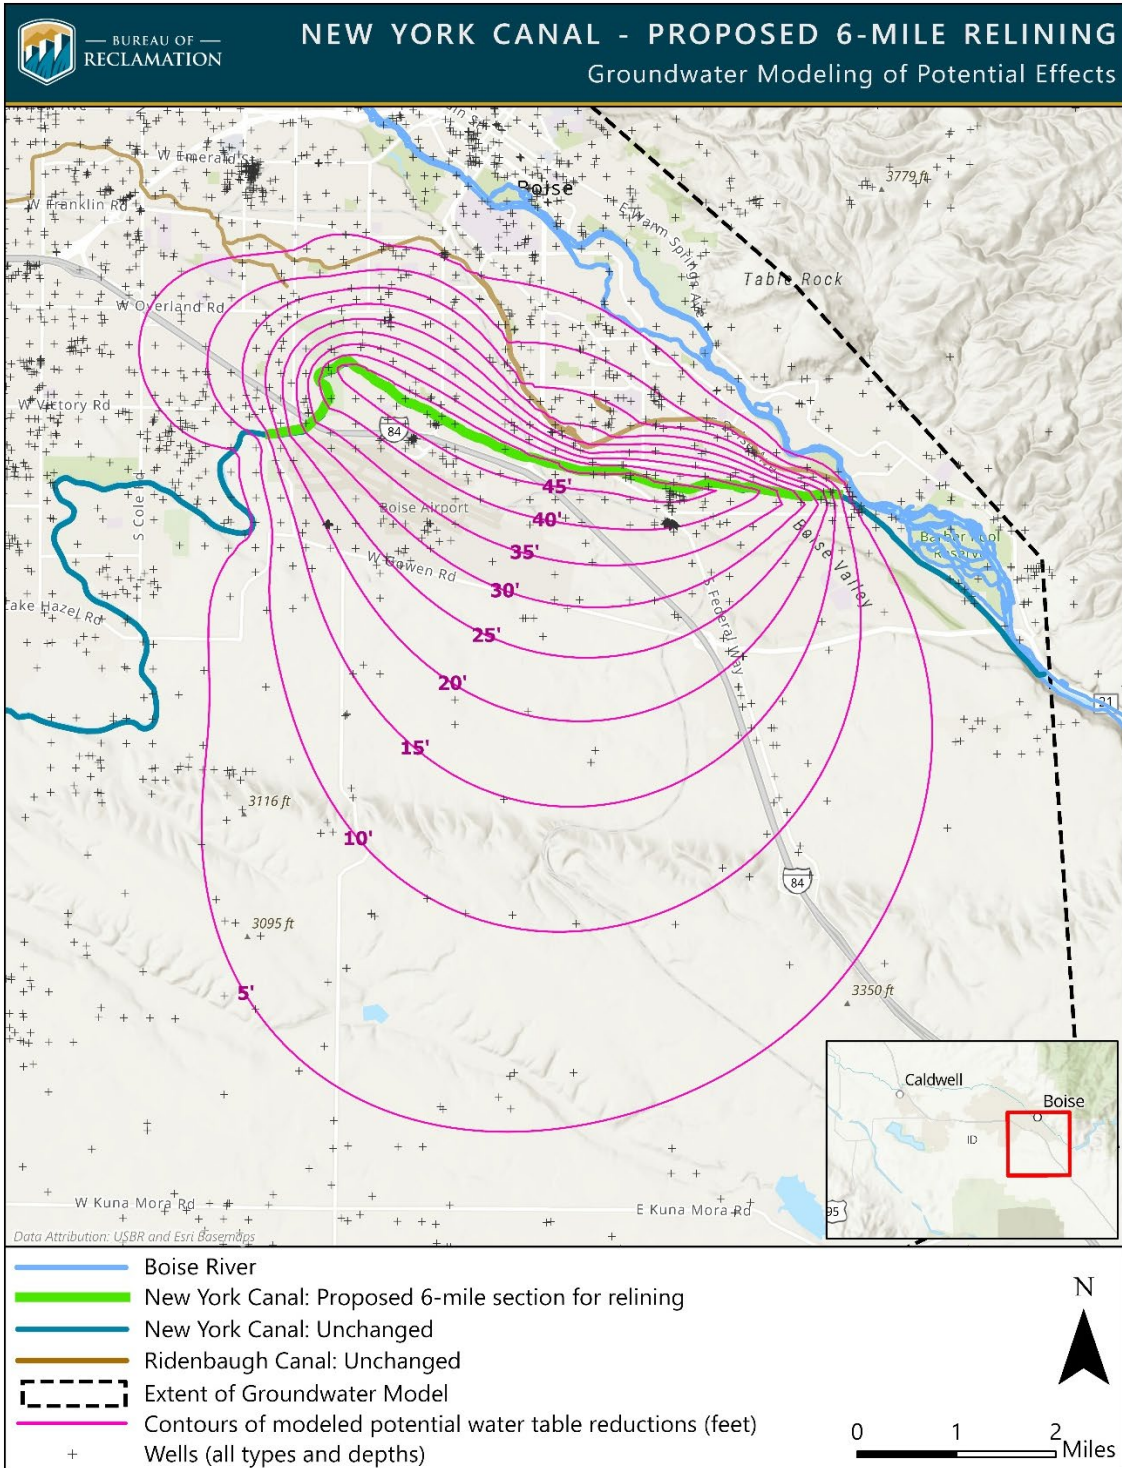 BUREAU OF
RECLAMATION
NEW YORK CANAL - PROPOSED 6-MILE RELINING
Groundwater Modeling of Potential Effects
W Emerald St
3779 ft
Boise
W Franklin Rd
E Warm Springs Ave
Table Rock
W Overland Rd
W Victory Rd
84
S Cole Rd
45'
Boise Airport
40'
Boise Valley
35'
W Gowen Rd
30'
Lake Hazel Rd
S Federal Way
25'
20'
21
15'
3116 ft
10'
84
3095 ft
5'
3350 ft
Caldwell
Boise
ID
W Kuna Mora Rd
E Kuna Mora Rd
95
Data Attribution: USBR and Esri Basemaps
Boise River
New York Canal: Proposed 6-mile section for relining
New York Canal: Unchanged
Ridenbaugh Canal: Unchanged
Extent of Groundwater Model
Contours of modeled potential water table reductions (feet)
Wells (all types and depths)
N
0 1 2
Miles